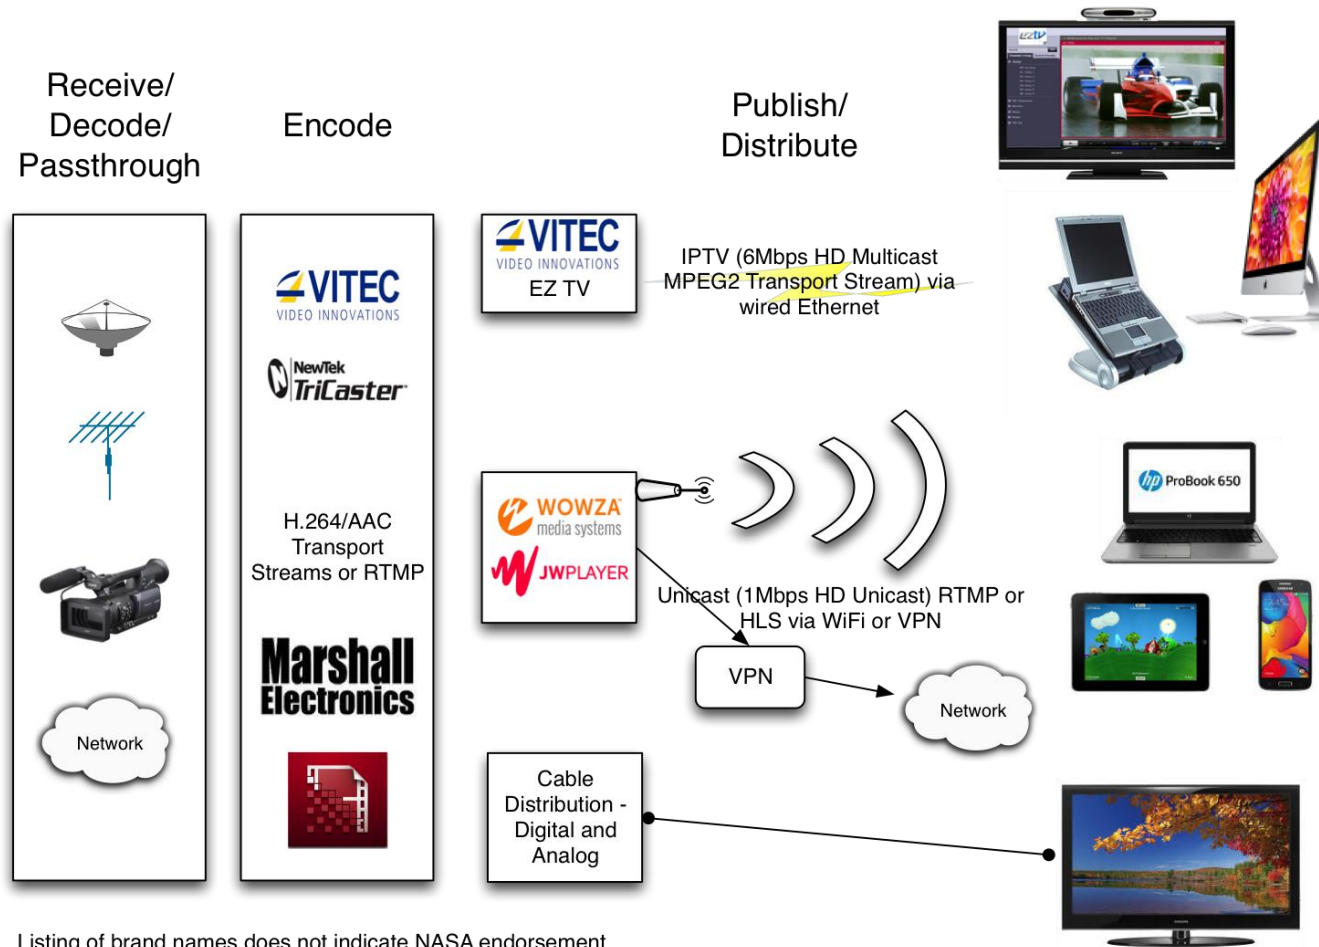 Receive/
Decode/
Passthrough
Encode
Publish/
Distribute
Network
VITEC
VIDEO INNOVATIONS
NewTek
TriCaster
H.264/AAC
Transport
Streams or RTMP
Marshall
Electronics
VITEC
VIDEO INNOVATIONS
EZ TV
IPTV (6Mbps HD Multicast
MPEG2 Transport Stream) via
wired Ethernet
WOWZA
media systems
JWPLAYER
Unicast (1Mbps HD Unicast) RTMP or
HLS via WiFi or VPN
VPN
Network
Cable
Distribution -
Digital and
Analog
eztv
hp ProBook 650
Listing of brand names does not indicate NASA endorsement